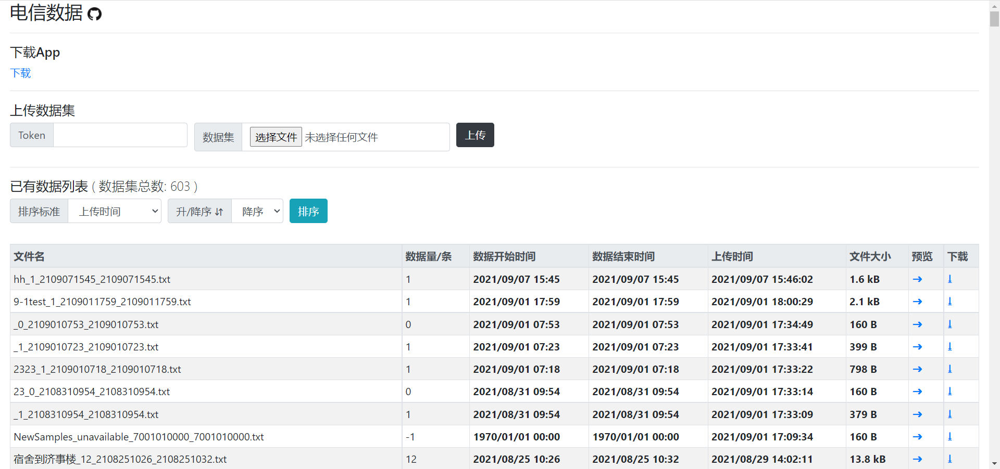 电信数据
下载App
下载
上传数据集
Token 数据集 选择文件 未选择任何文件 上传
已有数据列表 ( 数据集总数: 603 )
排序标准 上传时间 升/降序 ⇵ 降序 排序
文件名 数据量/条 数据开始时间 数据结束时间 上传时间 文件大小 预览 下载
hh_1_2109071545_2109071545.txt 1 2021/09/07 15:45 2021/09/07 15:45 2021/09/07 15:46:02 1.6 kB → ⤓
9-1test_1_2109011759_2109011759.txt 1 2021/09/01 17:59 2021/09/01 17:59 2021/09/01 18:00:29 2.1 kB → ⤓
_0_2109010753_2109010753.txt 0 2021/09/01 07:53 2021/09/01 07:53 2021/09/01 17:34:49 160 B → ⤓
_1_2109010723_2109010723.txt 1 2021/09/01 07:23 2021/09/01 07:23 2021/09/01 17:33:41 399 B → ⤓
2323_1_2109010718_2109010718.txt 1 2021/09/01 07:18 2021/09/01 07:18 2021/09/01 17:33:22 798 B → ⤓
23_0_2108310954_2108310954.txt 0 2021/08/31 09:54 2021/08/31 09:54 2021/09/01 17:33:14 160 B → ⤓
_1_2108310954_2108310954.txt 1 2021/08/31 09:54 2021/08/31 09:54 2021/09/01 17:33:09 379 B → ⤓
NewSamples_unavailable_7001010000_7001010000.txt -1 1970/01/01 00:00 1970/01/01 00:00 2021/09/01 17:09:34 160 B → ⤓
宿舍到济事楼_12_2108251026_2108251032.txt 12 2021/08/25 10:26 2021/08/25 10:32 2021/08/29 14:02:11 13.8 kB → ⤓